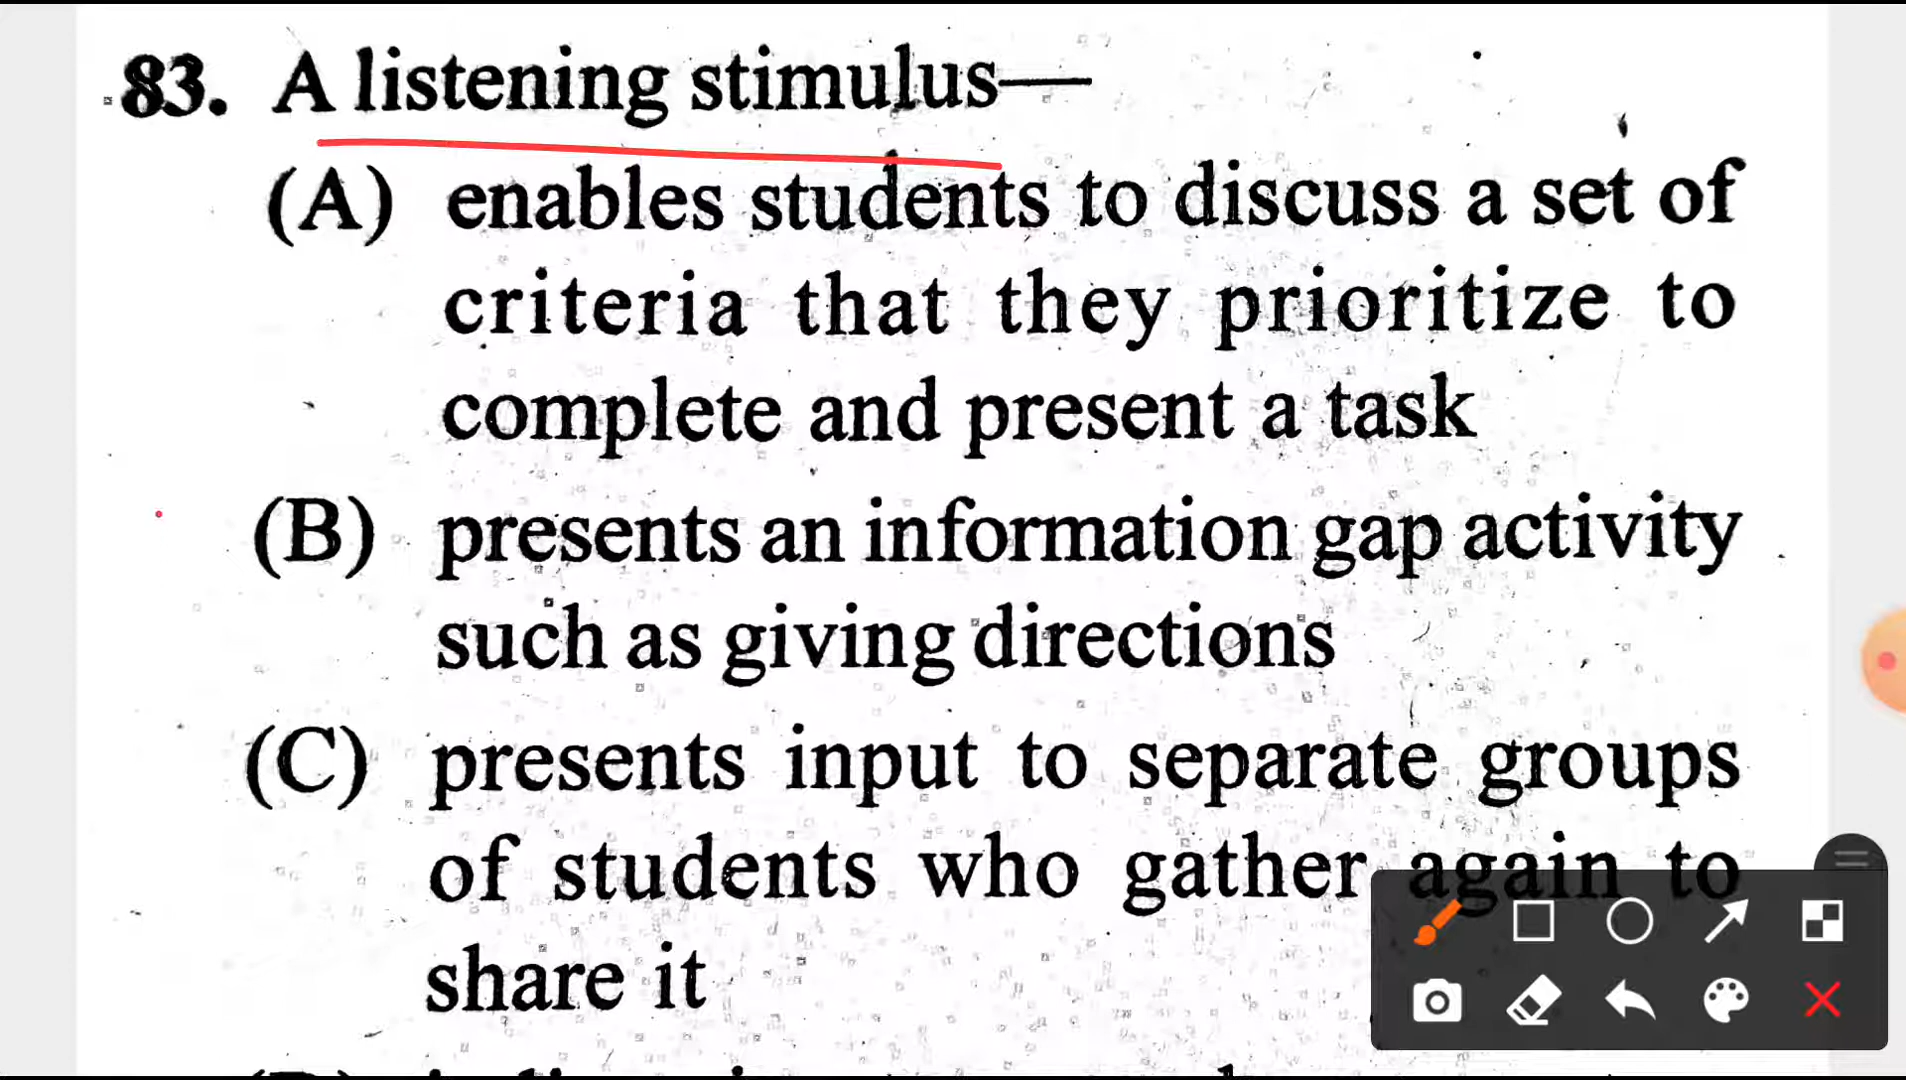 83. A listening stimulus—
(A) enables students to discuss a set of
criteria that they prioritize to
complete and present a task
(B) presents an information gap activity
such as giving directions
(C) presents input to separate groups
of students who gather again to
share it
(D)